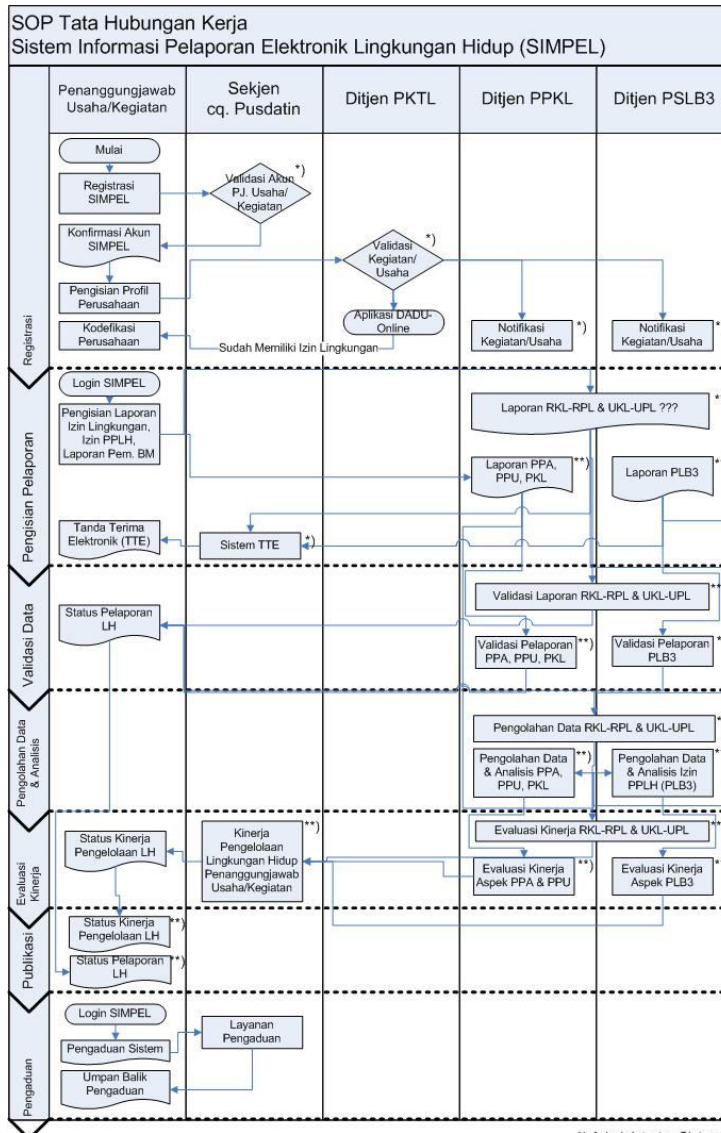 SOP Tata Hubungan Kerja
Sistem Informasi Pelaporan Elektronik Lingkungan Hidup (SIMPEL)
Penanggungjawab
Usaha/Kegiatan
Sekjen
cq. Pusdatin
Ditjen PKTL
Ditjen PPKL
Ditjen PSLB3
Registrasi
Mulai
Registrasi
SIMPEL
Validasi Akun
PJ. Usaha/
Kegiatan
*)
Konfirmasi Akun
SIMPEL
Validasi
Kegiatan/
Usaha
*)
Pengisian Profil
Perusahaan
Aplikasi DADU-
Online
Kodefikasi
Perusahaan
Sudah Memiliki Izin Lingkungan
Notifikasi
Kegiatan/Usaha
*)
Notifikasi
Kegiatan/Usaha
*
Pengisian Pelaporan
Login SIMPEL
Pengisian Laporan
Izin Lingkungan,
Izin PPLH,
Laporan Pem. BM
Laporan RKL-RPL & UKL-UPL ???
*
Laporan PPA,
PPU, PKL
**)
Laporan PLB3
*
Tanda Terima
Elektronik (TTE)
Sistem TTE
*)
Validasi Data
Validasi Laporan RKL-RPL & UKL-UPL
**
Status Pelaporan
LH
Validasi Pelaporan
PPA, PPU, PKL
**)
Validasi Pelaporan
PLB3
*
Pengolahan Data
& Analisis
Pengolahan Data RKL-RPL & UKL-UPL
*
Pengolahan Data
& Analisis PPA,
PPU, PKL
**)
Pengolahan Data
& Analisis Izin
PPLH (PLB3)
*
Evaluasi
Kinerja
Status Kinerja
Pengelolaan LH
Kinerja
Pengelolaan
Lingkungan Hidup
Penanggungjawab
Usaha/Kegiatan
**)
Evaluasi Kinerja RKL-RPL & UKL-UPL
**
Evaluasi Kinerja
Aspek PPA & PPU
**)
Evaluasi Kinerja
Aspek PLB3
**
Publikasi
Status Kinerja
Pengelolaan LH
**)
Status Pelaporan
LH
**)
Pengaduan
Login SIMPEL
Pengaduan Sistem
Layanan
Pengaduan
Umpan Balik
Pengaduan